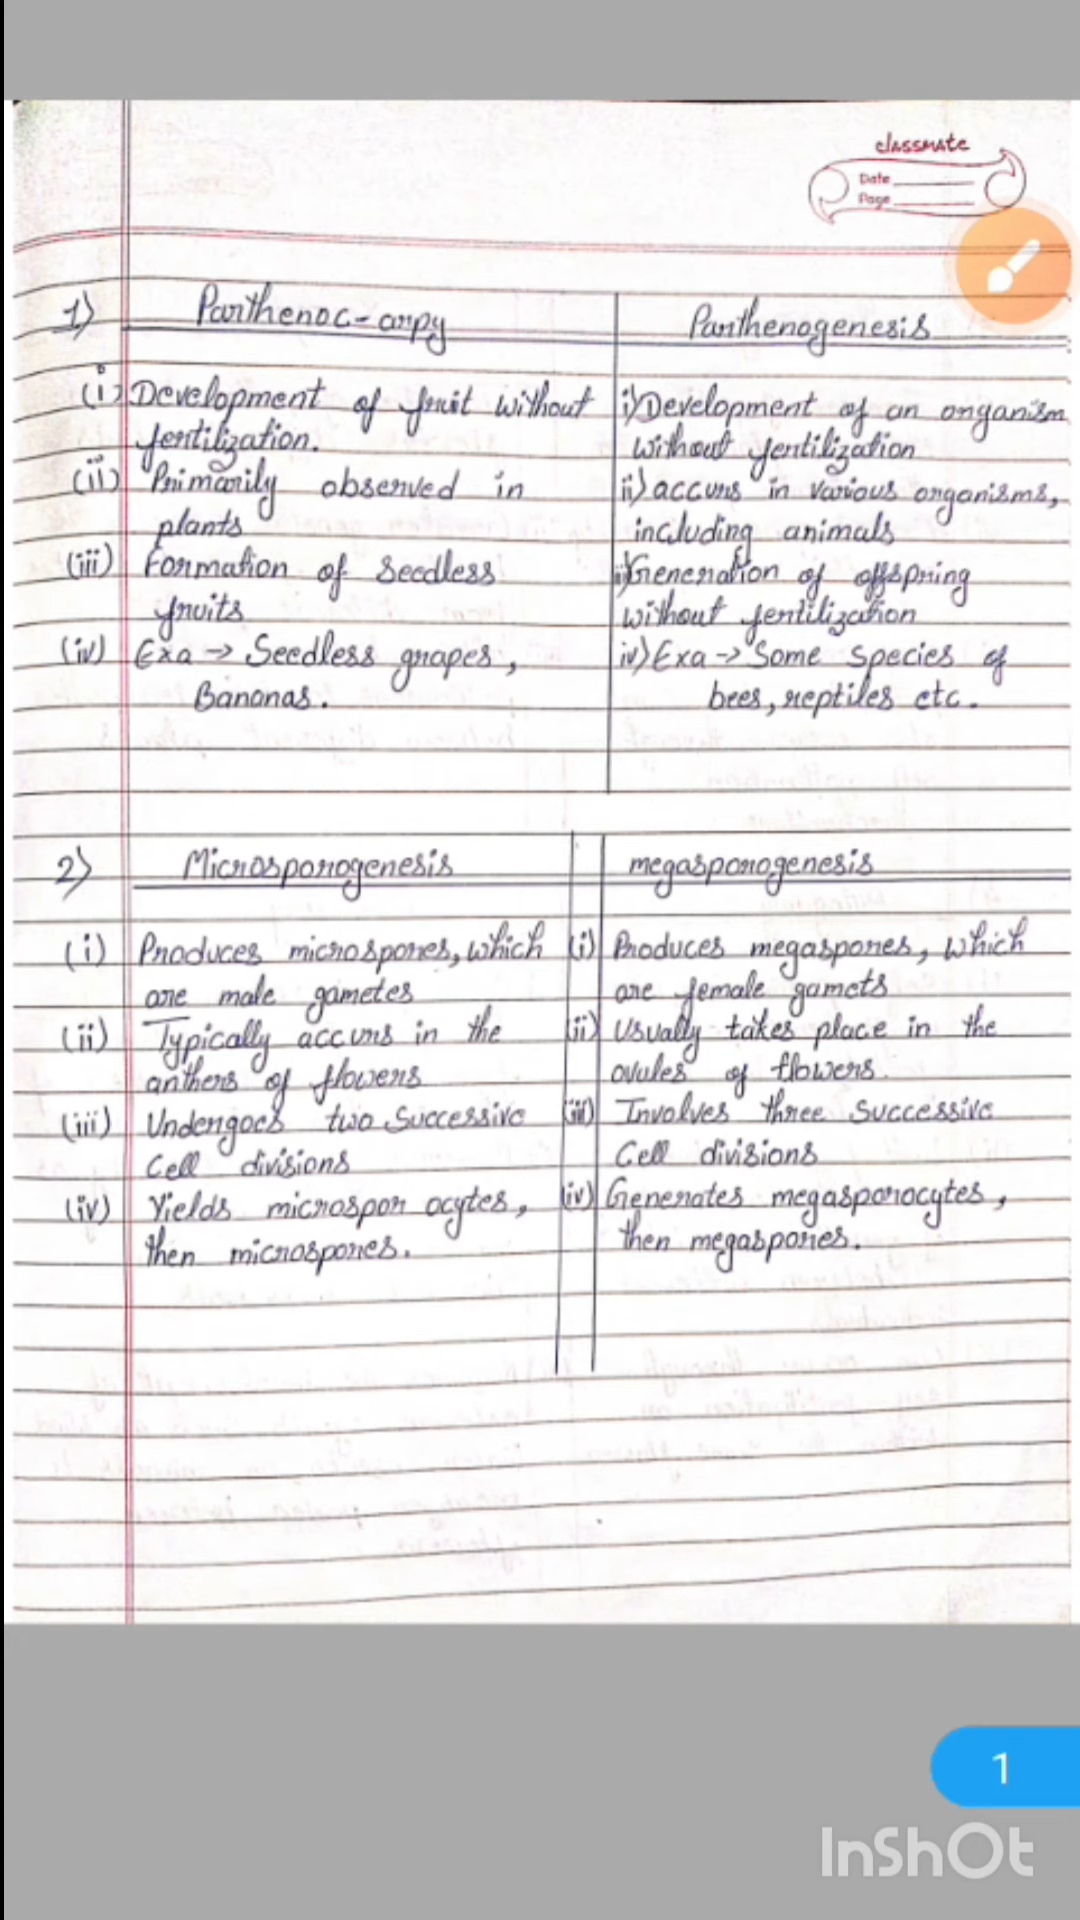 classmate
Date
Page
1) Parthenoc-arpy
Parthenogenesis
(i) Development of fruit without
fertilization.
(ii) Primarily observed in
plants
(iii) Formation of Seedless
fruits
(iv) Exa → Seedless grapes,
Bananas.
i) Development of an organism
without fertilization
ii) accurs in various organisms,
including animals
Generation of offspring
without fertilization
iv) Exa → Some species of
bees, reptiles etc.
2) Microsporogenesis
megasporogenesis
(i) Produces microspores, which
are male gametes
(ii) Typically accurs in the
anthers of flowers
(iii) Undergoes two Successive
Cell divisions
(iv) Yields microspor ocytes,
then microspores.
(i) Produces megaspores, which
are female gamets
(ii) Usually takes place in the
ovules of flowers.
(iii) Involves three successive
Cell divisions
(iv) Generates megasporocytes,
then megaspores.
1
InShOt